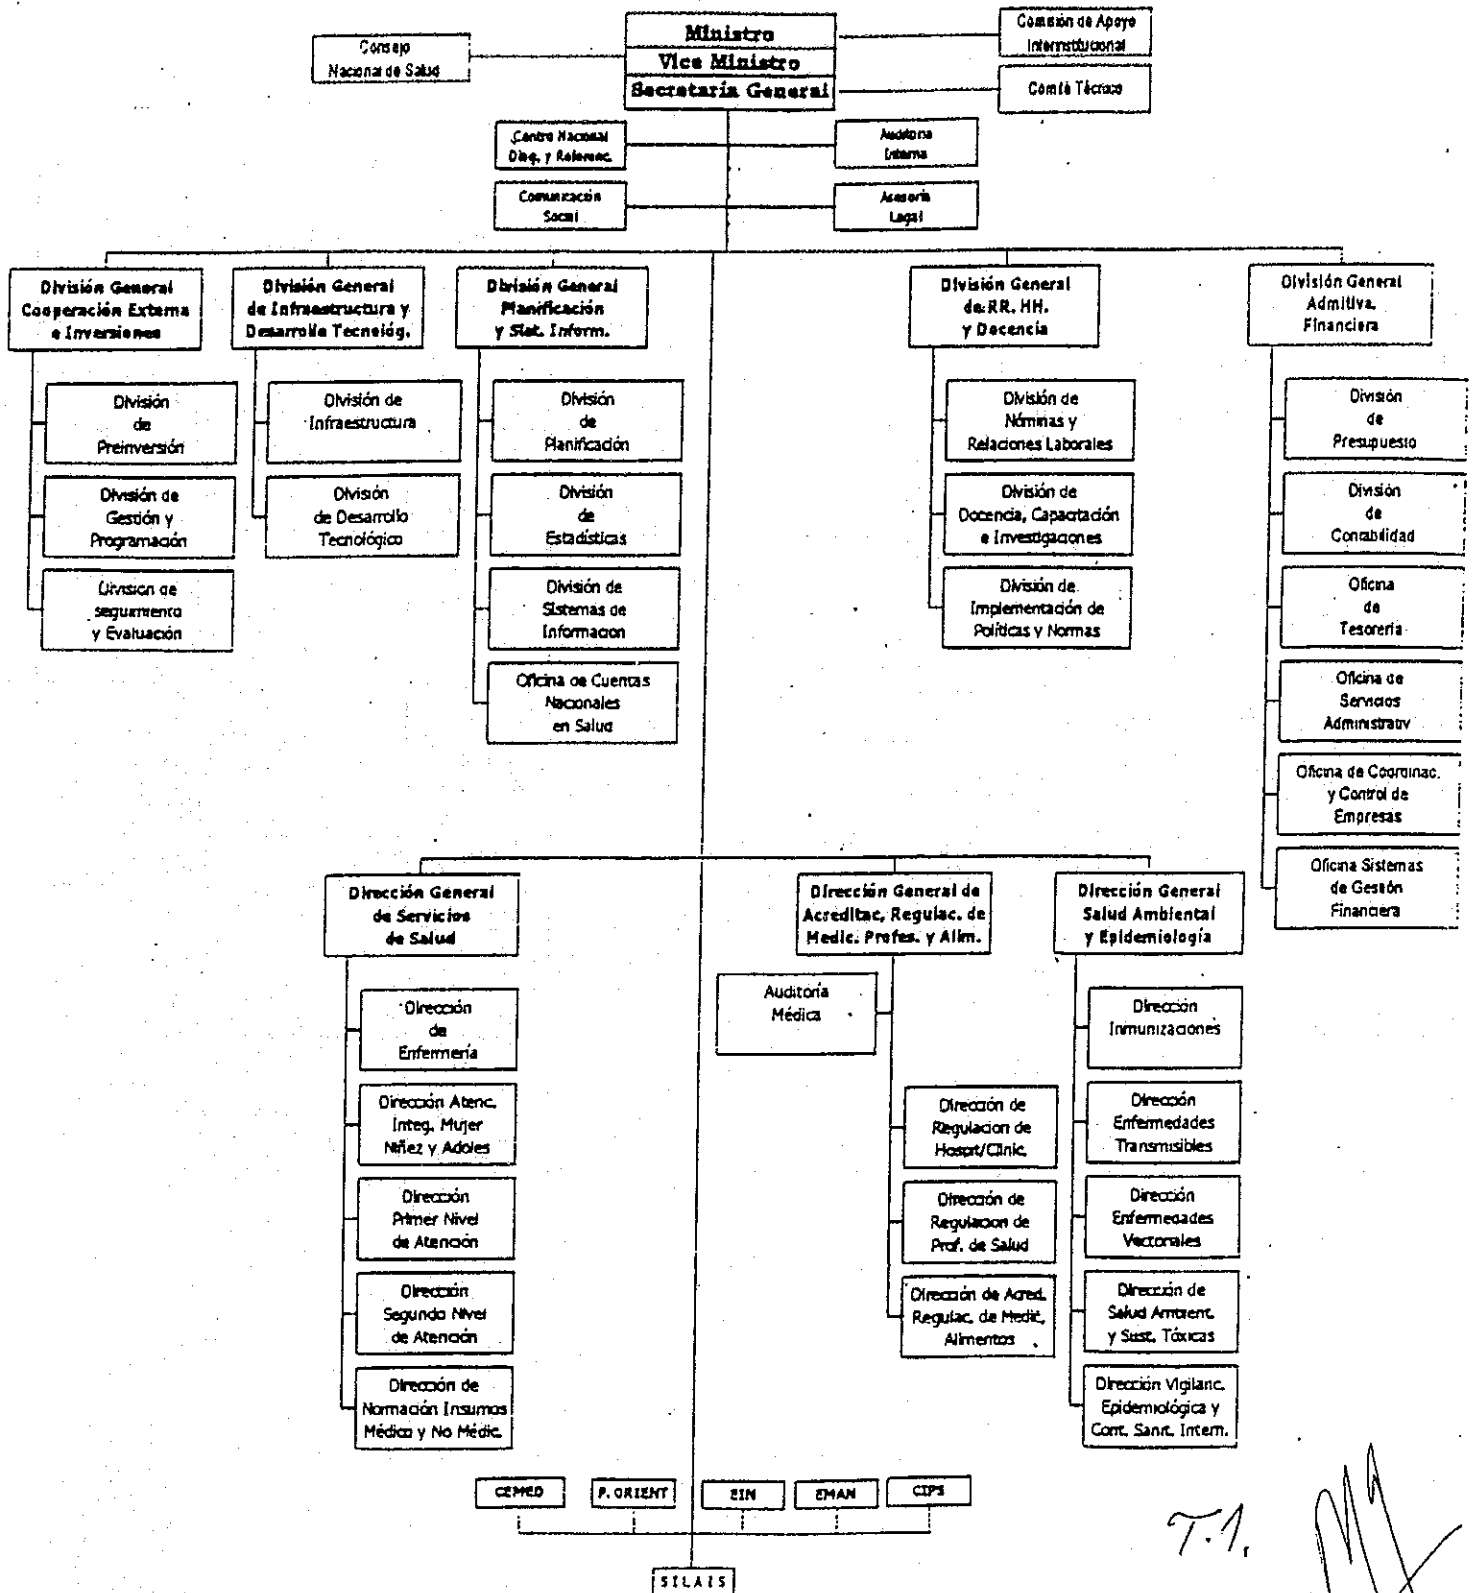 Ministro
Vice Ministro
Secretaría General
Consejo
Nacional de Salud
Comisión de Apoyo
Interinstitucional
Comité Técnico
Centro Nacional
Diag. y Referenc.
Auditoria
Interna
Comunicación
Social
Asesoría
Legal
División General
Cooperación Externa
e Inversiones
División General
de Infraestructura y
Desarrollo Tecnológ.
División General
Planificación
y Sist. Inform.
División General
de RR. HH.
y Docencia
División General
Admitiva.
Financiera
División
de
Preinversión
División de
Gestión y
Programación
División de
seguimiento
y Evaluación
División de
Infraestructura
División
de Desarrollo
Tecnológico
División
de
Planificación
División
de
Estadísticas
División de
Sistemas de
Informacion
Oficina de Cuentas
Nacionales
en Salud
División de
Nóminas y
Relaciones Laborales
División de
Docencia, Capacitación
e Investigaciones
División de
Implementación de
Políticas y Normas
División
de
Presupuesto
División
de
Contabilidad
Oficina
de
Tesorería
Oficina de
Servicios
Administrativ
Oficina de Coordinac.
y Control de
Empresas
Oficina Sistemas
de Gestión
Financiera
Dirección General
de Servicios
de Salud
Dirección General de
Acreditac, Regulac. de
Medic. Profes. y Alim.
Dirección General
Salud Ambiental
y Epidemiología
Dirección
de
Enfermería
Dirección Atenc.
Integ. Mujer
Niñez y Adoles
Dirección
Primer Nivel
de Atención
Dirección
Segundo Nivel
de Atención
Dirección de
Normación Insumos
Médico y No Médic.
Auditoría
Médica
Dirección de
Regulacion de
Hospit/Clinic.
Dirección de
Regulacion de
Prof. de Salud
Dirección de Acred.
Regulac. de Medic,
Alimentos
Dirección
Inmunizaciones
Dirección
Enfermedades
Transmisibles
Dirección
Enfermedades
Vectoriales
Dirección de
Salud Ambient.
y Sust. Tóxicas
Dirección Vigilanc.
Epidemiológica y
Cont. Sanit. Intern.
CEMED
P. ORIENT
EIN
EMAN
CIPS
SILAIS
T.1.